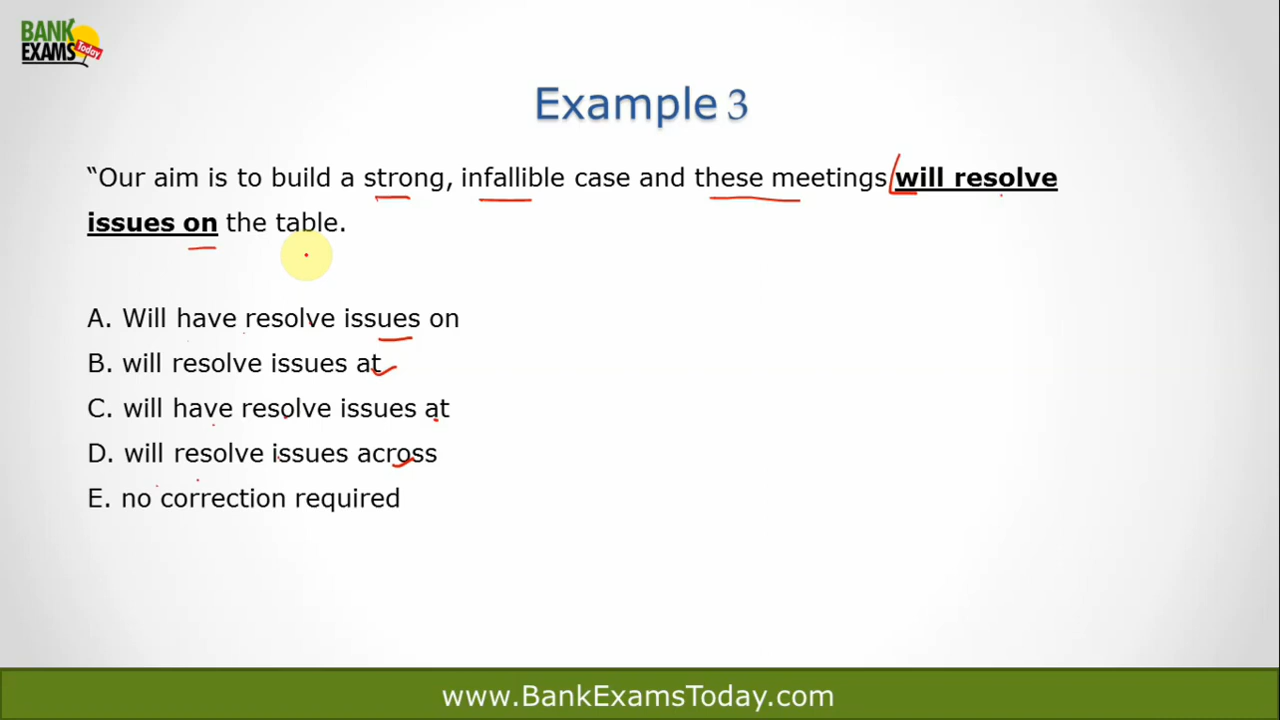 BANK
EXAMS Today
Example 3
“Our aim is to build a strong, infallible case and these meetings will resolve
issues on the table.
A. Will have resolve issues on
B. will resolve issues at
C. will have resolve issues at
D. will resolve issues across
E. no correction required
www.BankExamsToday.com